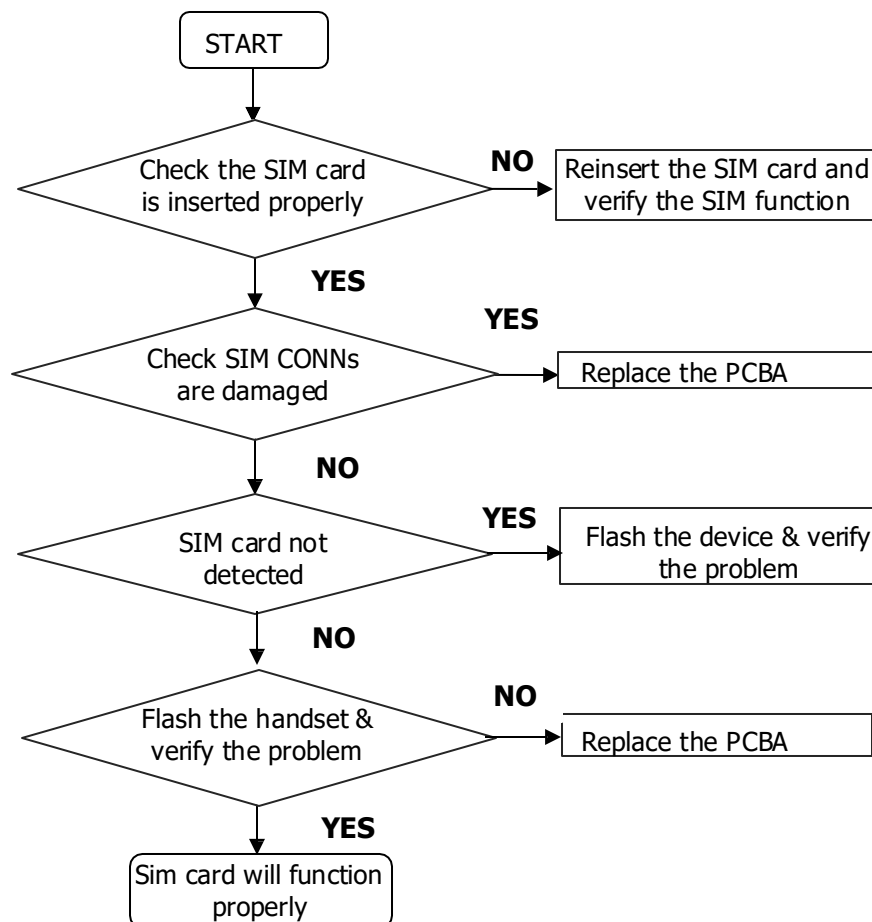 START
Check the SIM card
is inserted properly
NO
Reinsert the SIM card and
verify the SIM function
YES
Check SIM CONNs
are damaged
YES
Replace the PCBA
NO
SIM card not
detected
YES
Flash the device & verify
the problem
NO
Flash the handset &
verify the problem
NO
Replace the PCBA
YES
Sim card will function
properly